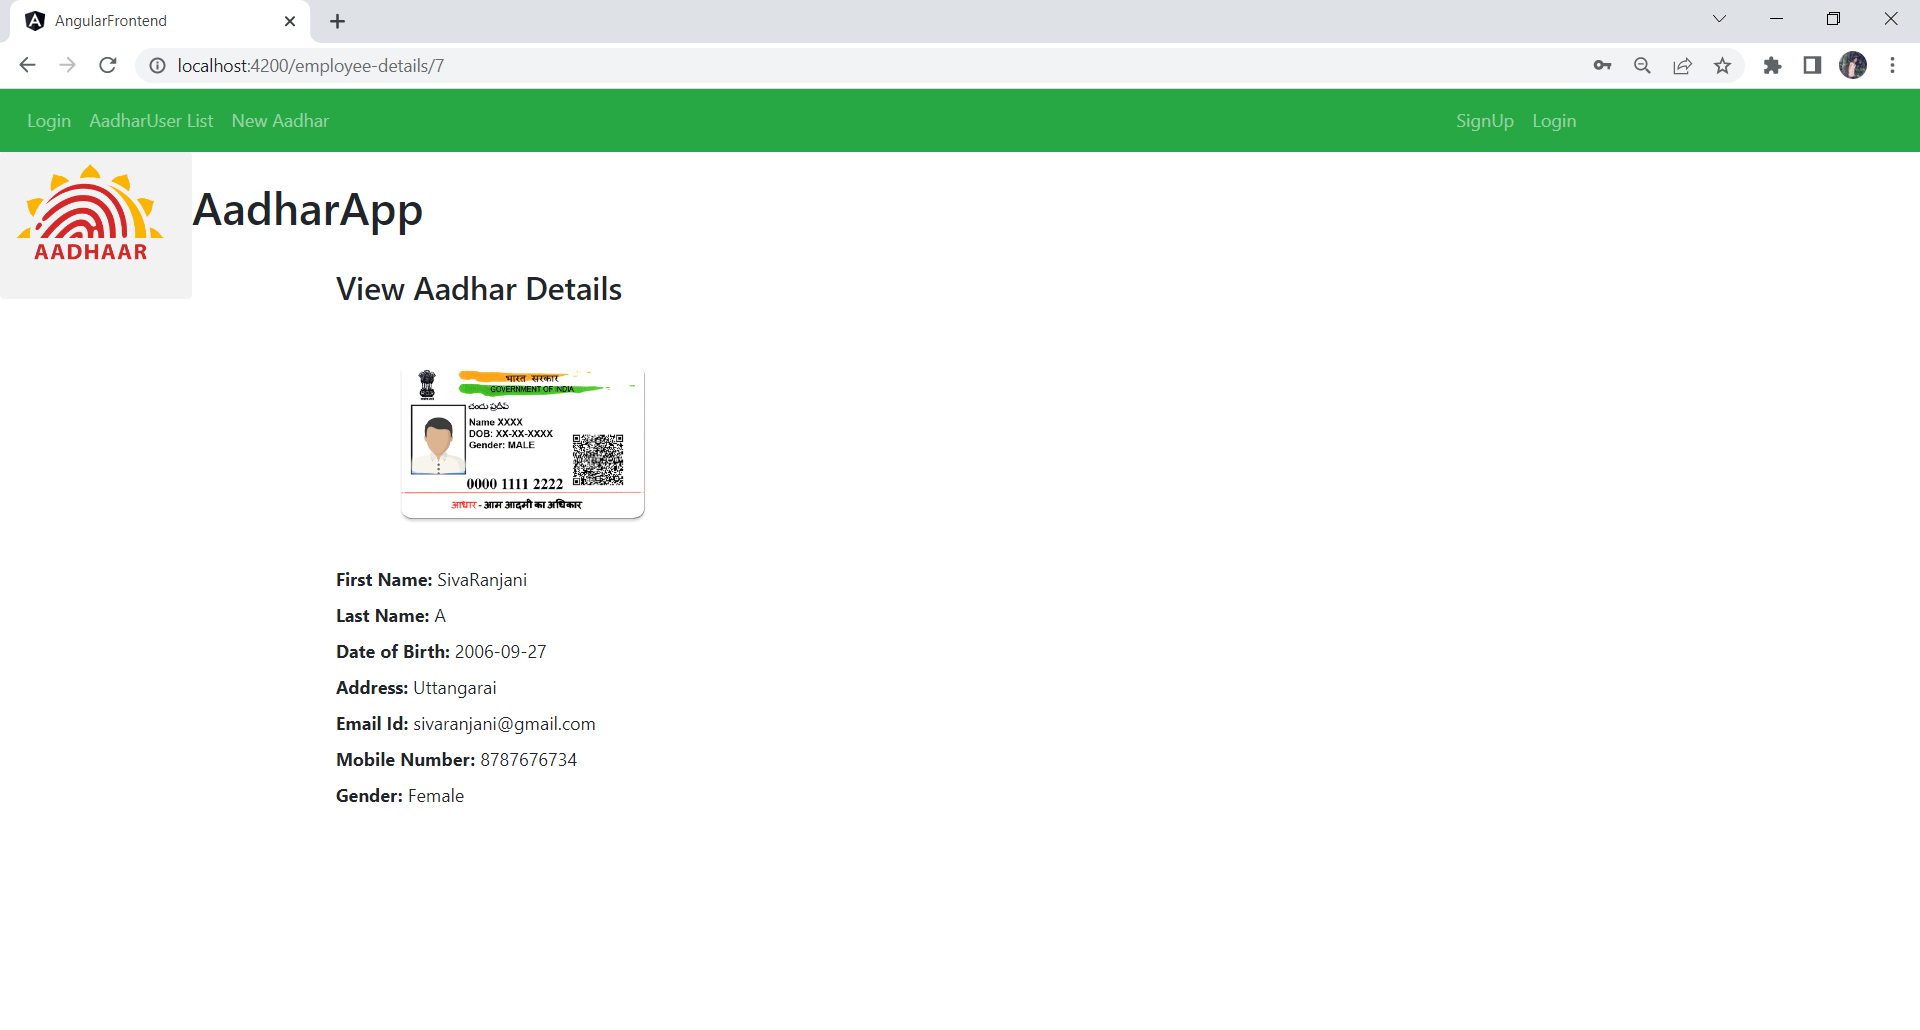 AngularFrontend
localhost:4200/employee-details/7
Login AadharUser List New Aadhar SignUp Login
AADHAAR
AadharApp
View Aadhar Details
भारत सरकार
GOVERNMENT OF INDIA
చందు ప్రదీప్
Name XXXX
DOB: XX-XX-XXXX
Gender: MALE
0000 1111 2222
आधार - आम आदमी का अधिकार
First Name: SivaRanjani
Last Name: A
Date of Birth: 2006-09-27
Address: Uttangarai
Email Id: sivaranjani@gmail.com
Mobile Number: 8787676734
Gender: Female